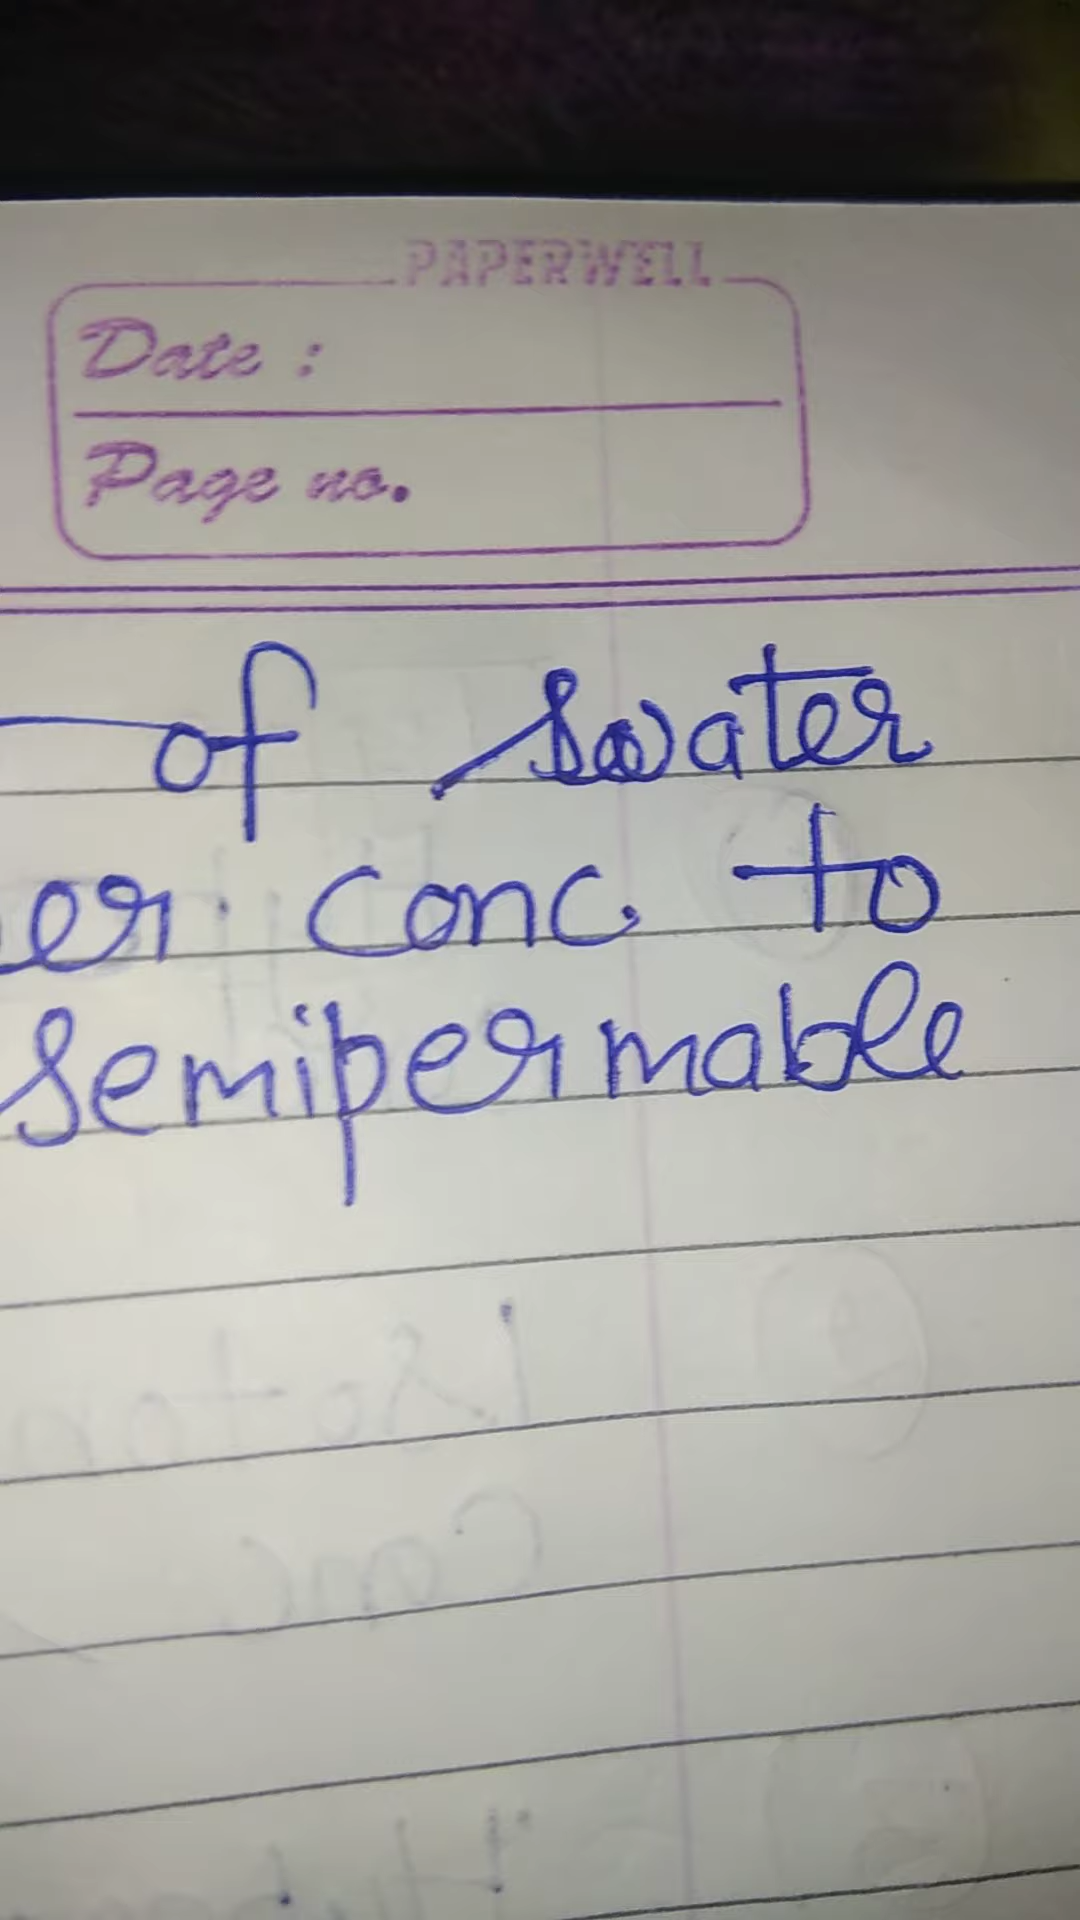 PAPERWELL
Date :
Page no.
of water
er conc. to
semipermable